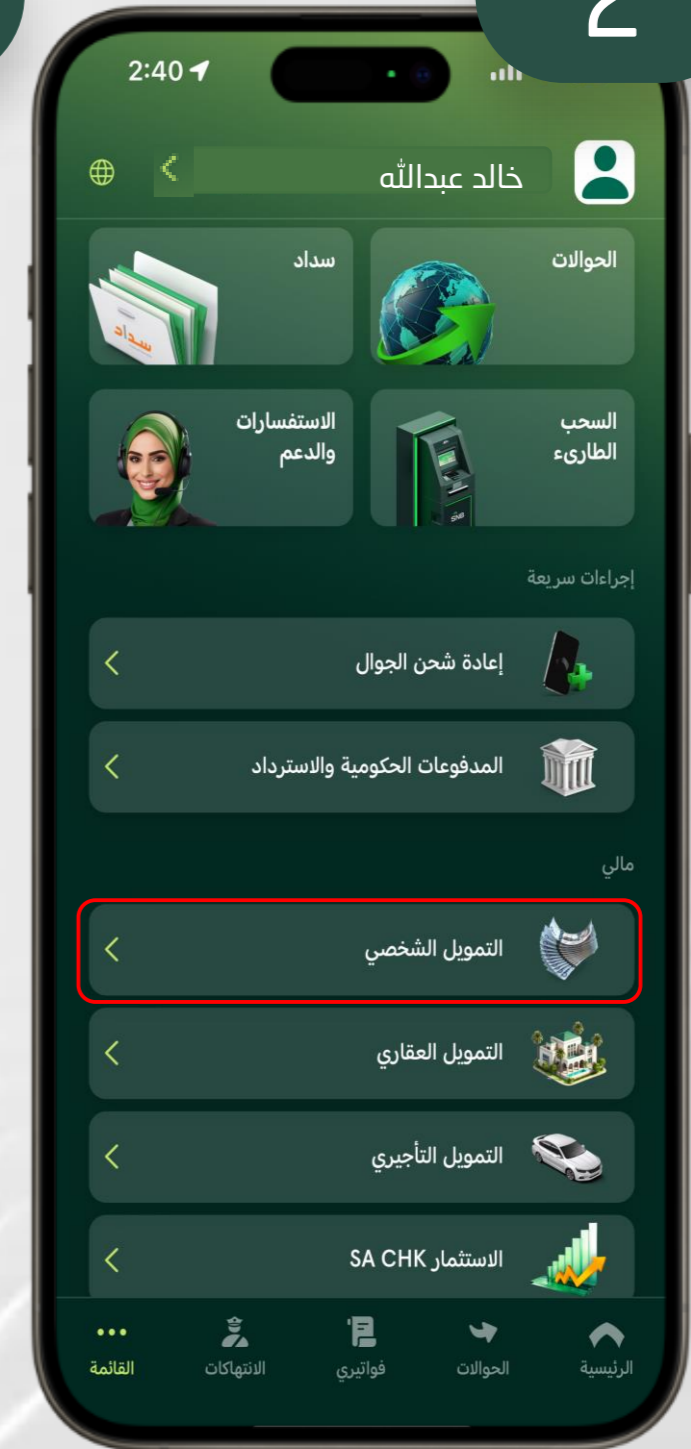 2
2:40
خالد عبدالله
الحوالات
سداد
سداد
السحب
الطارىء
الاستفسارات
والدعم
SNB
إجراءات سريعة
إعادة شحن الجوال
المدفوعات الحكومية والاسترداد
مالي
التمويل الشخصي
التمويل العقاري
التمويل التأجيري
الاستثمار SA CHK
الرئيسية
الحوالات
فواتيري
الانتهاكات
القائمة